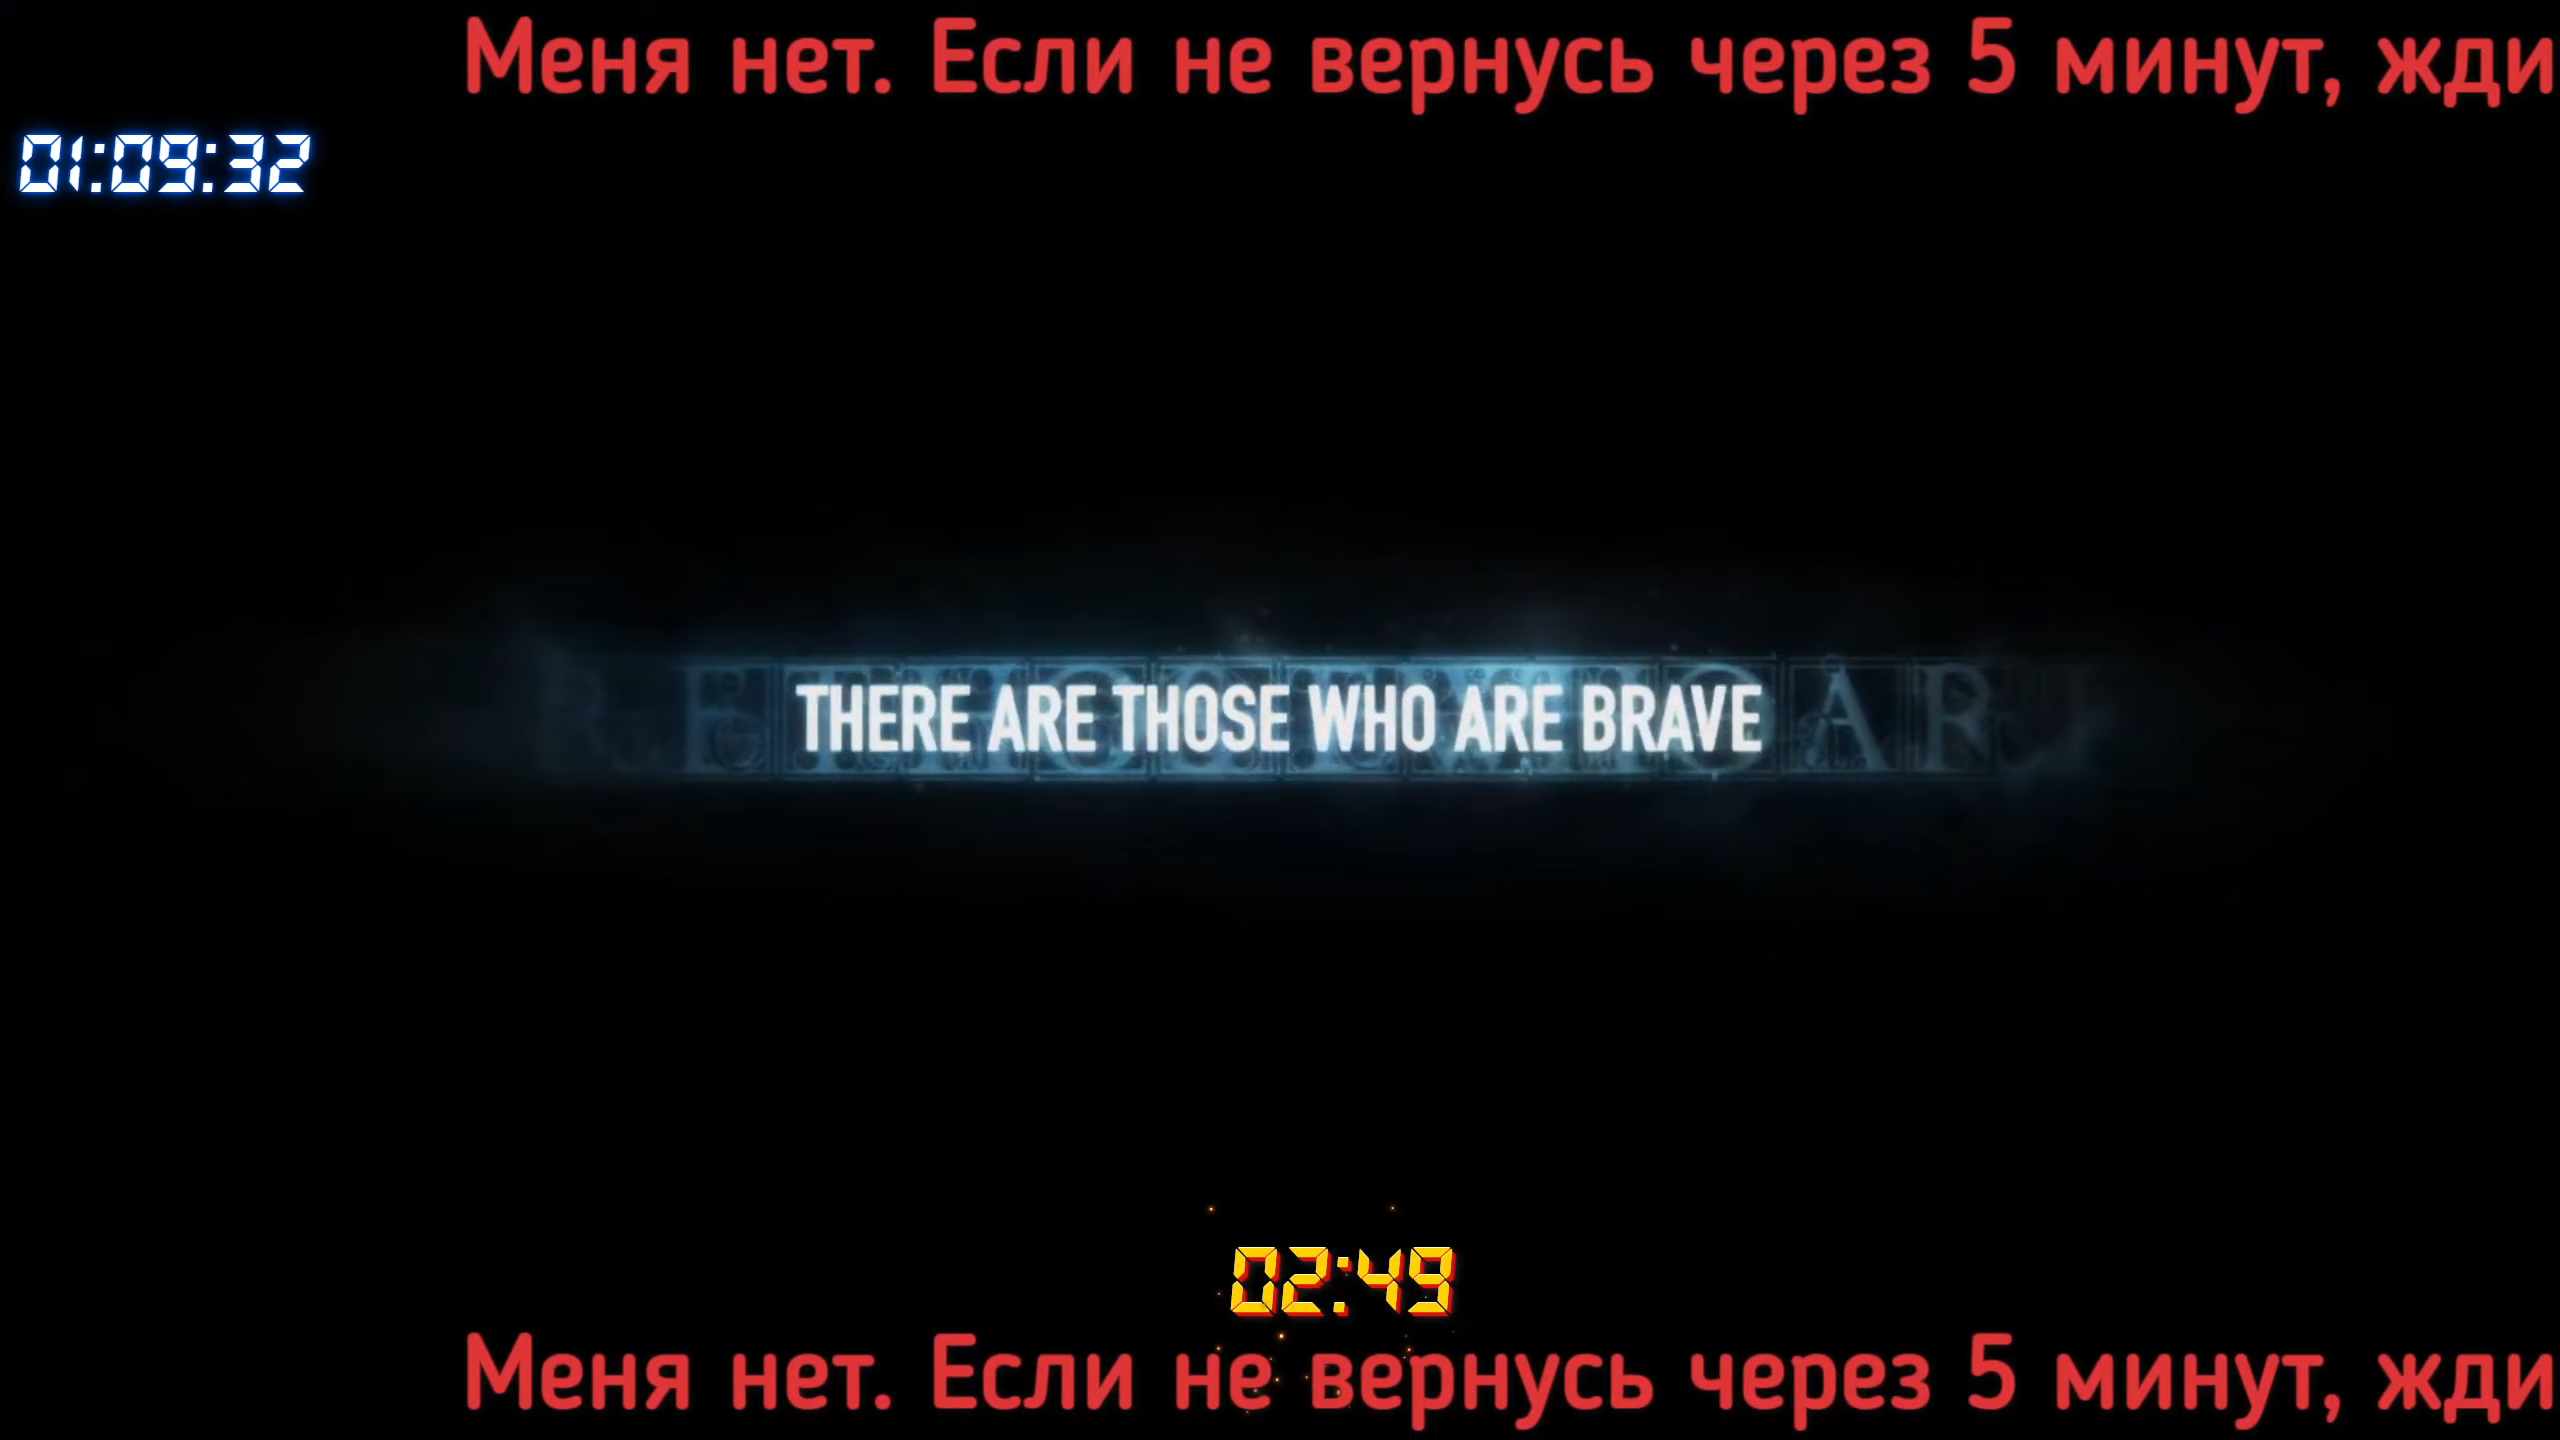 Меня нет. Если не вернусь через 5 минут, жди
01:09:32
THERE ARE THOSE WHO ARE BRAVE
02:49
Меня нет. Если не вернусь через 5 минут, жди